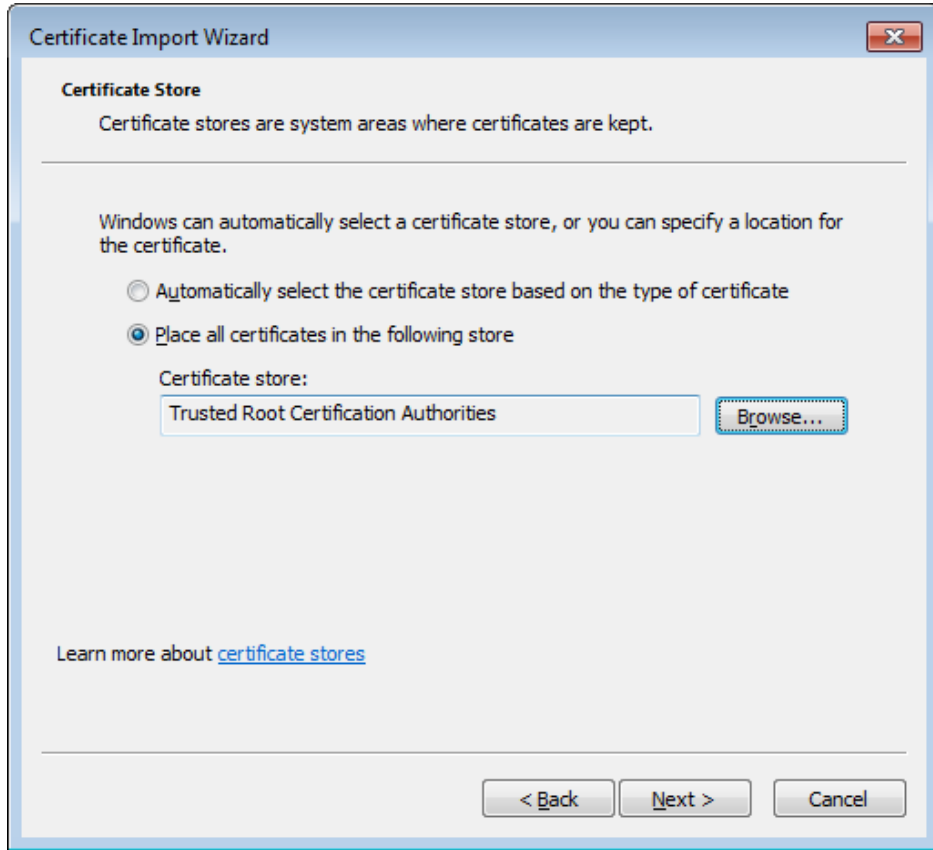 Certificate Import Wizard
Certificate Store
Certificate stores are system areas where certificates are kept.
Windows can automatically select a certificate store, or you can specify a location for
the certificate.
Automatically select the certificate store based on the type of certificate
Place all certificates in the following store
Certificate store:
Trusted Root Certification Authorities
Browse...
Learn more about certificate stores
< Back
Next >
Cancel